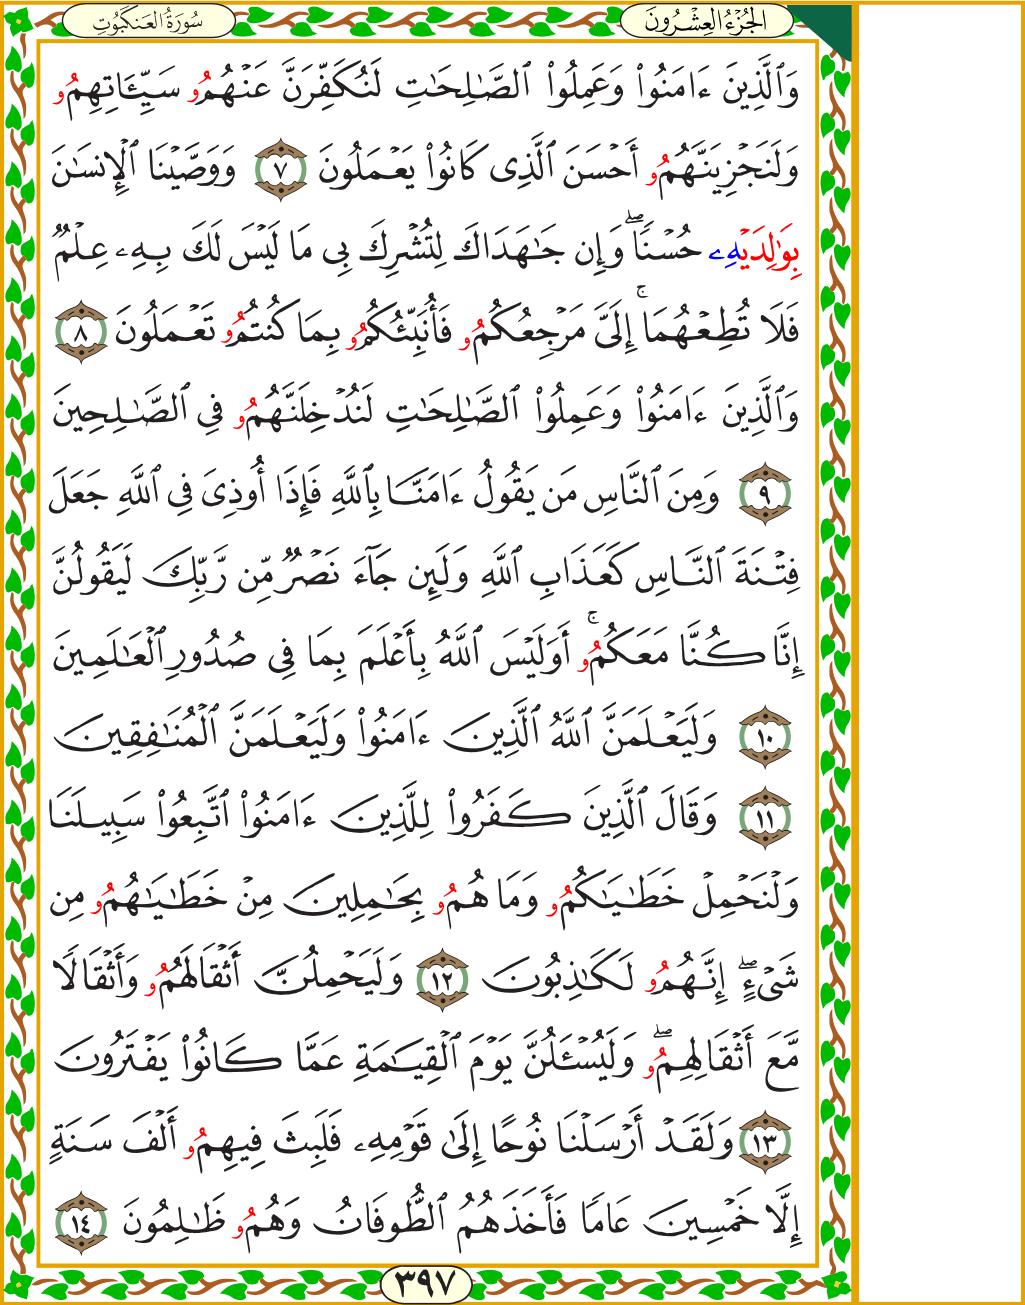 الجُزْءُ العِشْرُونَ
سُورَةُ العَنكَبُوتِ
وَٱلَّذِينَ ءَامَنُوا۟ وَعَمِلُوا۟ ٱلصَّٰلِحَٰتِ لَنُكَفِّرَنَّ عَنْهُمُو سَيِّـَٔاتِهِمُو
وَلَنَجْزِيَنَّهُمُو أَحْسَنَ ٱلَّذِى كَانُوا۟ يَعْمَلُونَ ٧ وَوَصَّيْنَا ٱلْإِنسَٰنَ
بِوَٰلِدَيْهِۦ حُسْنًاۖ وَإِن جَٰهَدَاكَ لِتُشْرِكَ بِى مَا لَيْسَ لَكَ بِهِۦ عِلْمٌ
فَلَا تُطِعْهُمَاۚ إِلَىَّ مَرْجِعُكُمُو فَأُنَبِّئُكُمُو بِمَا كُنتُمُو تَعْمَلُونَ ٨
وَٱلَّذِينَ ءَامَنُوا۟ وَعَمِلُوا۟ ٱلصَّٰلِحَٰتِ لَنُدْخِلَنَّهُمُو فِى ٱلصَّٰلِحِينَ
٩ وَمِنَ ٱلنَّاسِ مَن يَقُولُ ءَامَنَّا بِٱللَّهِ فَإِذَا أُوذِىَ فِى ٱللَّهِ جَعَلَ
فِتْنَةَ ٱلنَّاسِ كَعَذَابِ ٱللَّهِ وَلَئِن جَآءَ نَصْرٌ مِّن رَّبِّكَ لَيَقُولُنَّ
إِنَّا كُنَّا مَعَكُمُوۚ أَوَلَيْسَ ٱللَّهُ بِأَعْلَمَ بِمَا فِى صُدُورِ ٱلْعَٰلَمِينَ
١٠ وَلَيَعْلَمَنَّ ٱللَّهُ ٱلَّذِينَ ءَامَنُوا۟ وَلَيَعْلَمَنَّ ٱلْمُنَٰفِقِينَ
١١ وَقَالَ ٱلَّذِينَ كَفَرُوا۟ لِلَّذِينَ ءَامَنُوا۟ ٱتَّبِعُوا۟ سَبِيلَنَا
وَلْنَحْمِلْ خَطَٰيَٰكُمُو وَمَا هُمُو بِحَٰمِلِينَ مِنْ خَطَٰيَٰهُمُو مِن
شَىْءٍۖ إِنَّهُمُو لَكَٰذِبُونَ ١٢ وَلَيَحْمِلُنَّ أَثْقَالَهُمُو وَأَثْقَالًا
مَّعَ أَثْقَالِهِمُوۖ وَلَيُسْـَٔلُنَّ يَوْمَ ٱلْقِيَٰمَةِ عَمَّا كَانُوا۟ يَفْتَرُونَ
١٣ وَلَقَدْ أَرْسَلْنَا نُوحًا إِلَىٰ قَوْمِهِۦ فَلَبِثَ فِيهِمُو أَلْفَ سَنَةٍ
إِلَّا خَمْسِينَ عَامًا فَأَخَذَهُمُ ٱلطُّوفَانُ وَهُمُو ظَٰلِمُونَ ١٤
٣٩٧